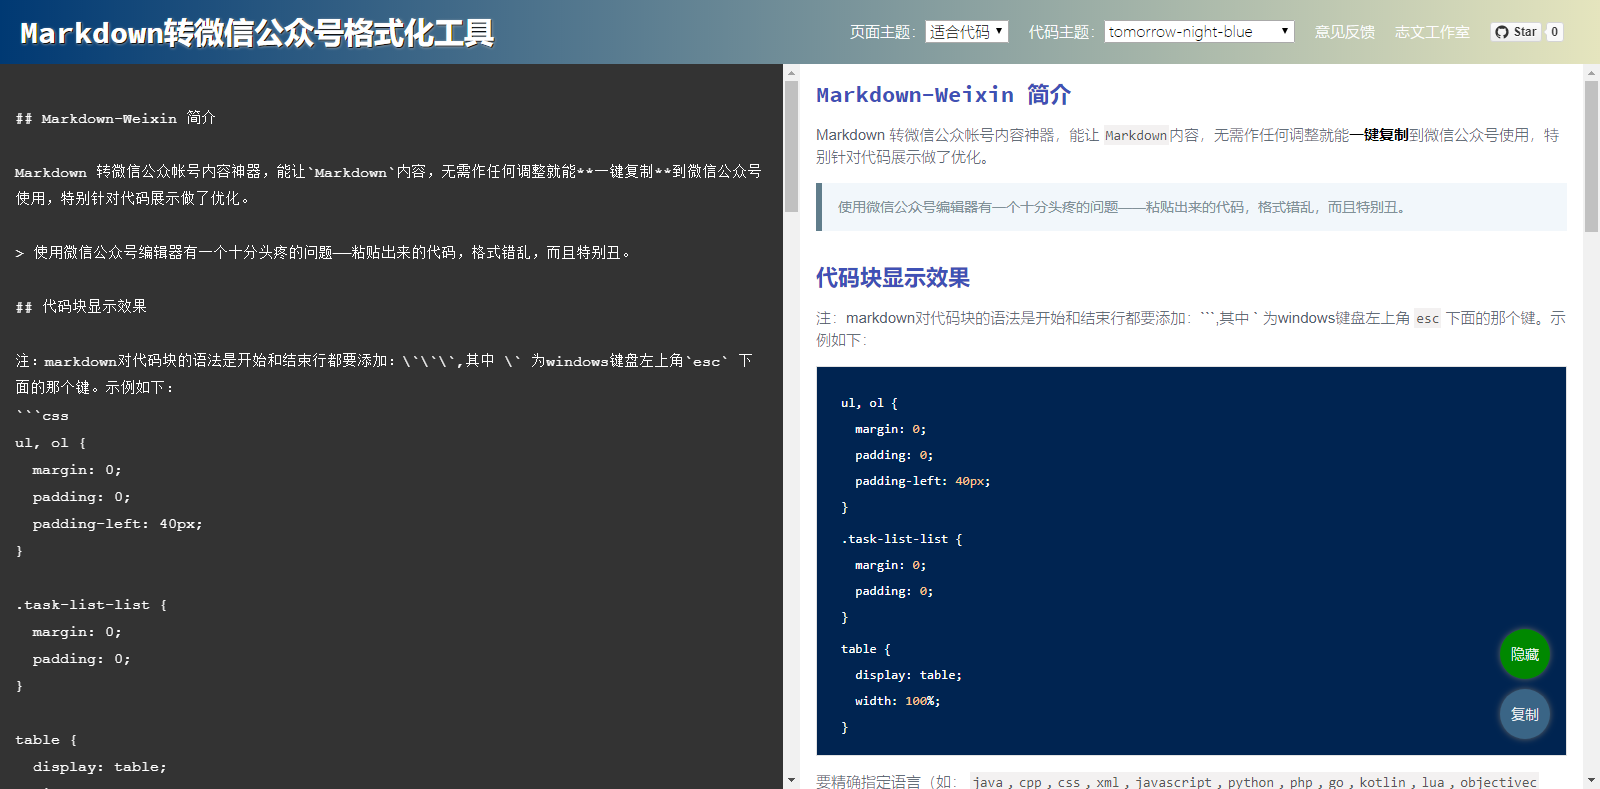 Markdown转微信公众号格式化工具
页面主题： 适合代码 代码主题： tomorrow-night-blue 意见反馈 志文工作室 Star 0
## Markdown-Weixin 简介
Markdown 转微信公众帐号内容神器，能让`Markdown`内容，无需作任何调整就能**一键复制**到微信公众号
使用，特别针对代码展示做了优化。
> 使用微信公众号编辑器有一个十分头疼的问题——粘贴出来的代码，格式错乱，而且特别丑。
## 代码块显示效果
注：markdown对代码块的语法是开始和结束行都要添加：\`\`\`,其中 \` 为windows键盘左上角`esc` 下
面的那个键。示例如下：
```css
ul, ol {
  margin: 0;
  padding: 0;
  padding-left: 40px;
}
.task-list-list {
  margin: 0;
  padding: 0;
}
table {
  display: table;
Markdown-Weixin 简介
Markdown 转微信公众帐号内容神器，能让 Markdown内容，无需作任何调整就能一键复制到微信公众号使用，特
别针对代码展示做了优化。
使用微信公众号编辑器有一个十分头疼的问题——粘贴出来的代码，格式错乱，而且特别丑。
代码块显示效果
注：markdown对代码块的语法是开始和结束行都要添加：```,其中 ` 为windows键盘左上角 esc 下面的那个键。示
例如下：
ul, ol {
  margin: 0;
  padding: 0;
  padding-left: 40px;
}
.task-list-list {
  margin: 0;
  padding: 0;
}
table {
  display: table;
  width: 100%;
}
隐藏
复制
要精确指定语言（如： java , cpp , css , xml , javascript , python , php , go , kotlin , lua , objectivec